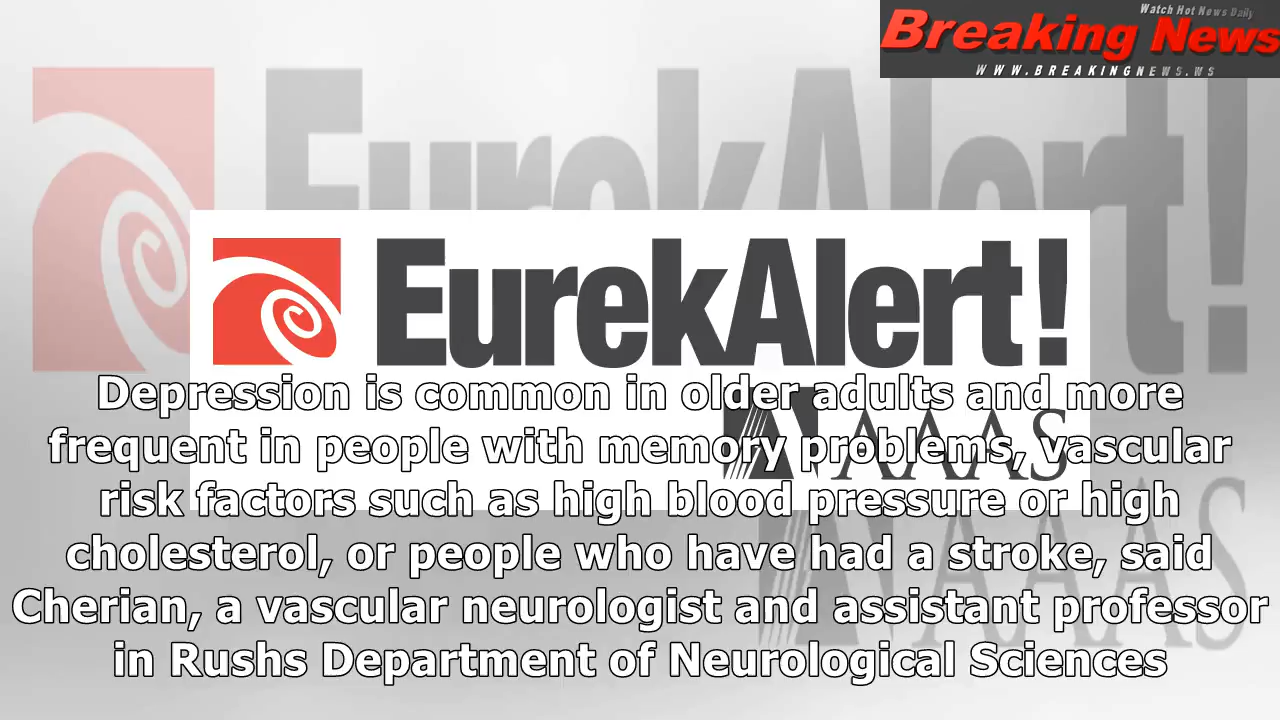 Watch Hot News Daily
Breaking News
WWW.BREAKINGNEWS.WS
EurekAlert!
EurekAlert!
AAAS
AAAS
Depression is common in older adults and more
frequent in people with memory problems, vascular
risk factors such as high blood pressure or high
cholesterol, or people who have had a stroke, said
Cherian, a vascular neurologist and assistant professor
in Rushs Department of Neurological Sciences